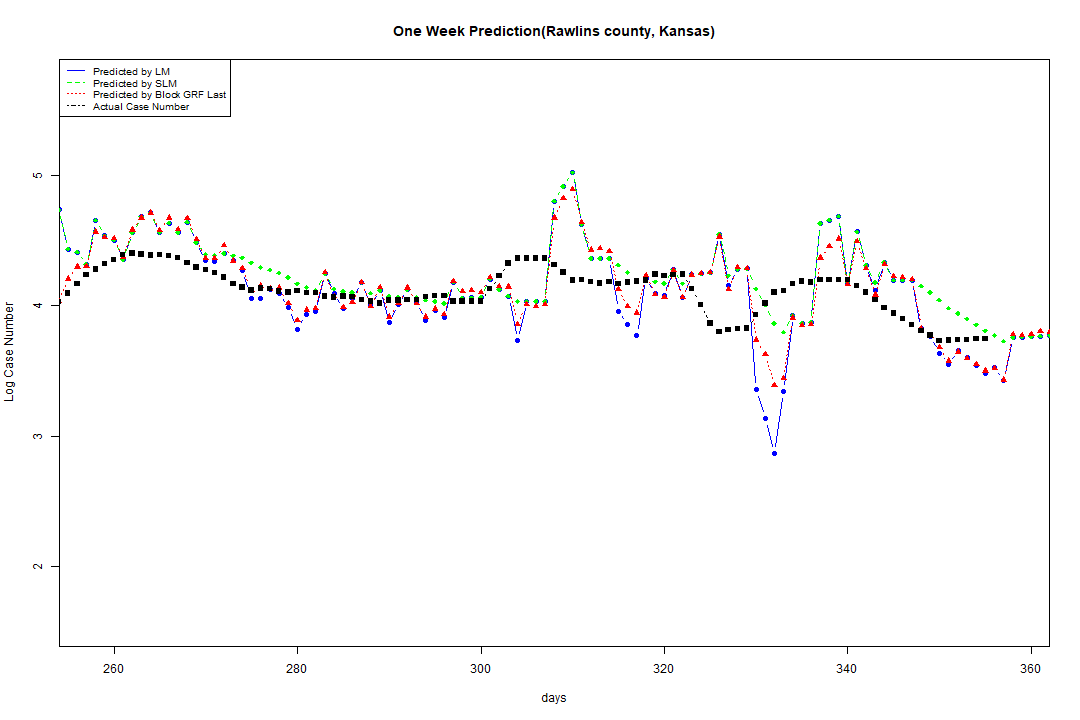 One Week Prediction(Rawlins county, Kansas)
Predicted by LM
Predicted by SLM
Predicted by Block GRF Last
Actual Case Number
5
4
3
2
Log Case Number
260 280 300 320 340 360
days